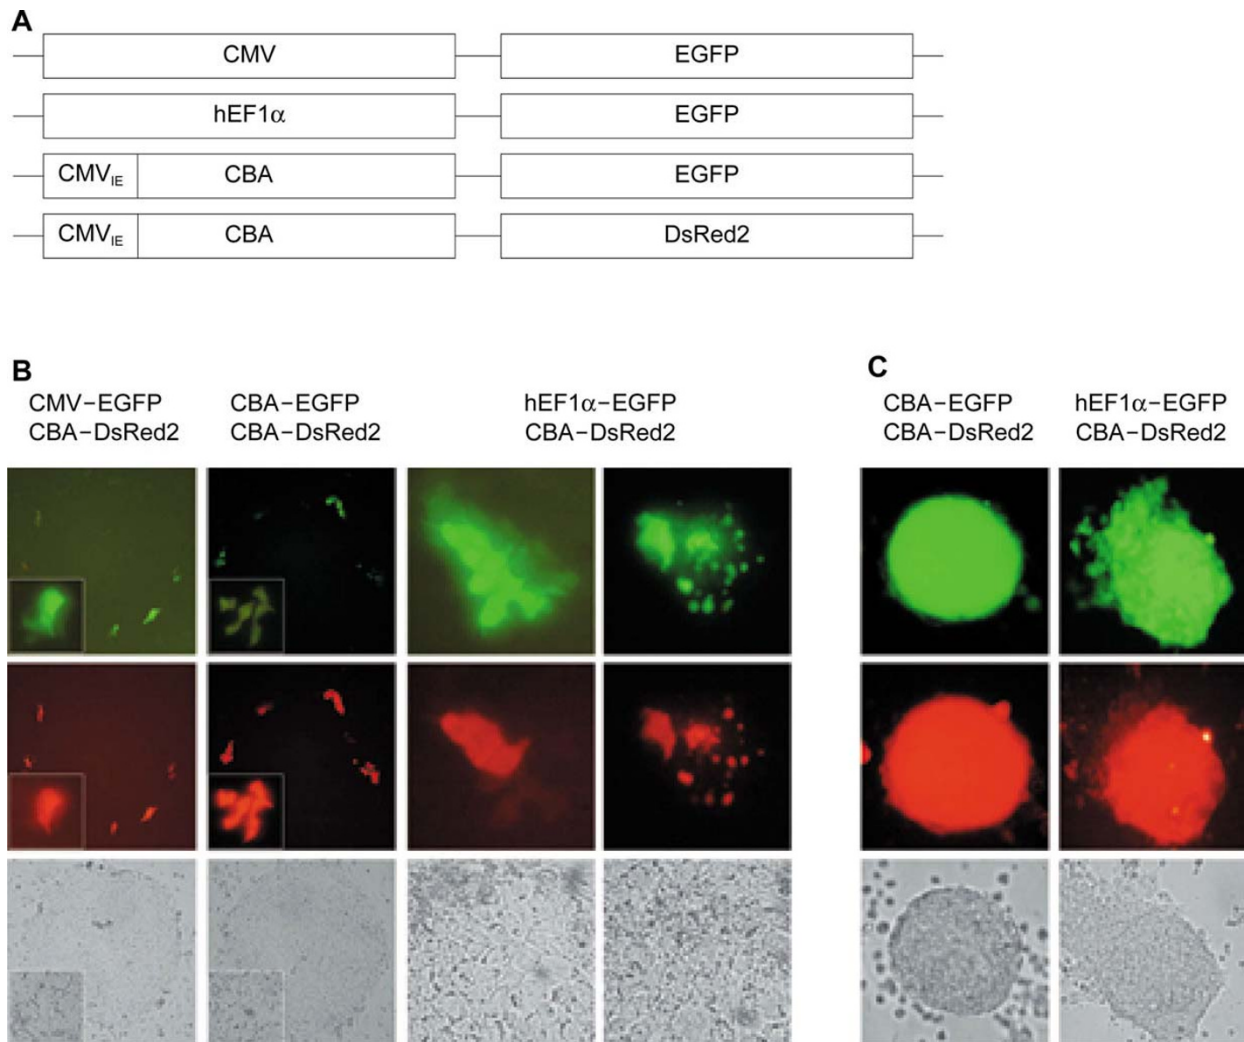 A
CMV EGFP
hEF1α EGFP
CMVIE CBA EGFP
CMVIE CBA DsRed2
B
CMV–EGFP
CBA–DsRed2
CBA–EGFP
CBA–DsRed2
hEF1α–EGFP
CBA–DsRed2
C
CBA–EGFP
CBA–DsRed2
hEF1α–EGFP
CBA–DsRed2